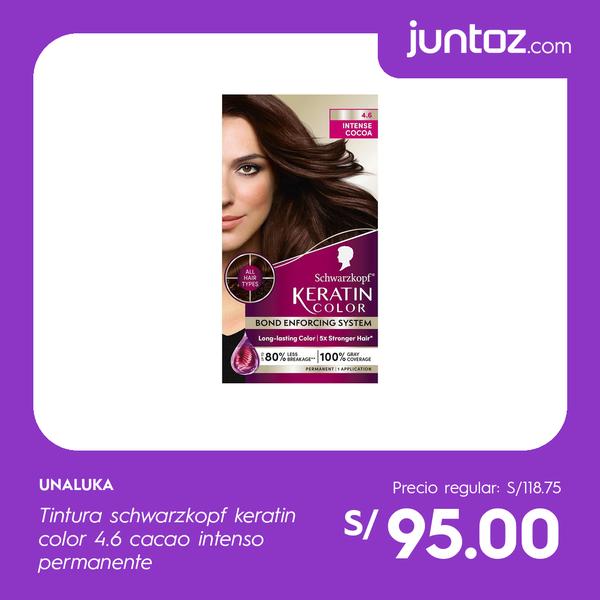 juntoz.com
4.6
INTENSE
COCOA
ALL
HAIR
TYPES
Schwarzkopf®
KERATIN
COLOR
BOND ENFORCING SYSTEM
Long-lasting Color | 5x Stronger Hair*
UP TO 80% LESS BREAKAGE** | 100% GRAY COVERAGE
PERMANENT | 1 APPLICATION
UNALUKA
Tintura schwarzkopf keratin
color 4.6 cacao intenso
permanente
Precio regular: S/118.75
S/ 95.00